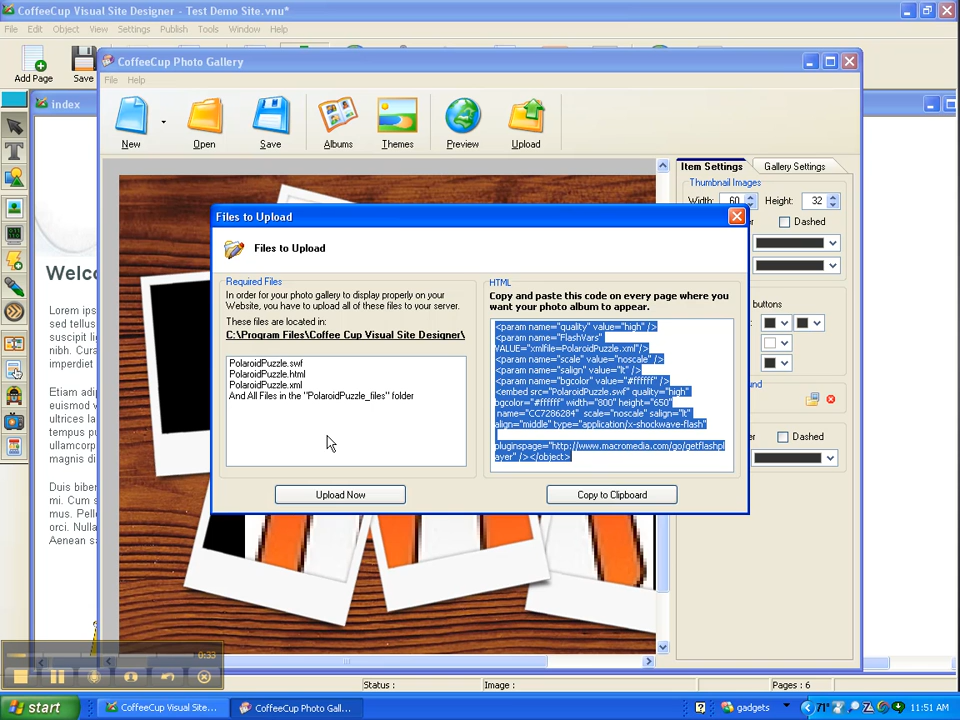 CoffeeCup Visual Site Designer - Test Demo Site.vnu*
File Edit Object View Settings Publish Tools Window Help
Add Page Save
index
CoffeeCup Photo Gallery
File Help
New Open Save Albums Themes Preview Upload
Item Settings Gallery Settings
Thumbnail Images
Width: 60 Height: 32
Dashed
buttons
Dashed
Files to Upload
Files to Upload
Required Files
In order for your photo gallery to display properly on your
Website, you have to upload all of these files to your server.
These files are located in:
C:\Program Files\Coffee Cup Visual Site Designer\
PolaroidPuzzle.swf
PolaroidPuzzle.html
PolaroidPuzzle.xml
And All Files in the "PolaroidPuzzle_files" folder
Upload Now
HTML
Copy and paste this code on every page where you
want your photo album to appear.
<param name="quality" value="high" />
<param name="FlashVars"
VALUE="xmlfile=PolaroidPuzzle.xml"/>
<param name="scale" value="noscale" />
<param name="salign" value="lt" />
<param name="bgcolor" value="#ffffff" />
<embed src="PolaroidPuzzle.swf" quality="high"
bgcolor="#ffffff" width="800" height="650"
name="CC7286284" scale="noscale" salign="lt"
align="middle" type="application/x-shockwave-flash"
pluginspage="http://www.macromedia.com/go/getflashpl
ayer" /></object>
Copy to Clipboard
Welc
Lorem ips
sed tellus
suscipit li
nibh. Cura
imperdiet
Etiam adi
euismod v
ultrices la
tempus pu
ullamcorp
magnis di
Duis biber
mi. Cum s
mus. Pell
orci. Nulla
Aenean sa
0:33
Status : Image : Pages : 6
start CoffeeCup Visual Site... CoffeeCup Photo Gall... gadgets 71° 11:51 AM